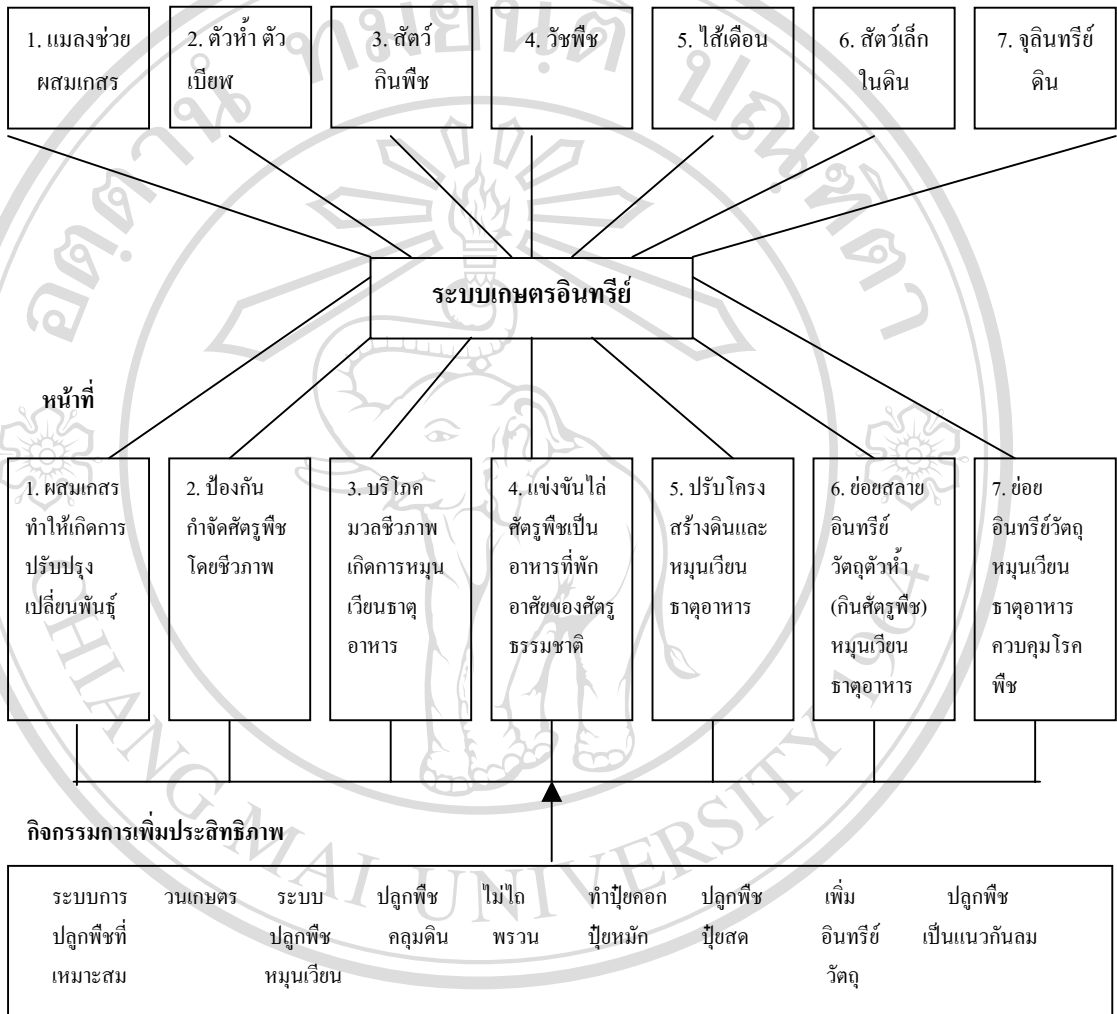 1. แมลงช่วย
ผสมเกสร
2. ตัวห้ำ ตัว
เบียฬ
3. สัตว์
กินพืช
4. วัชพืช
5. ไส้เดือน
6. สัตว์เล็ก
ในดิน
7. จุลินทรีย์
ดิน
ระบบเกษตรอินทรีย์
หน้าที่
1. ผสมเกสร
ทำให้เกิดการ
ปรับปรุง
เปลี่ยนพันธุ์
2. ป้องกัน
กำจัดศัตรูพืช
โดยชีวภาพ
3. บริโภค
มวลชีวภาพ
เกิดการหมุน
เวียนธาตุ
อาหาร
4. แข่งขันไล่
ศัตรูพืชเป็น
อาหารที่พัก
อาศัยของศัตรู
ธรรมชาติ
5. ปรับโครง
สร้างดินและ
หมุนเวียน
ธาตุอาหาร
6. ย่อยสลาย
อินทรีย์
วัตถุตัวห้ำ
(กินศัตรูพืช)
หมุนเวียน
ธาตุอาหาร
7. ย่อย
อินทรีย์วัตถุ
หมุนเวียน
ธาตุอาหาร
ควบคุมโรค
พืช
กิจกรรมการเพิ่มประสิทธิภาพ
ระบบการ
ปลูกพืชที่
เหมาะสม
วนเกษตร
ระบบ
ปลูกพืช
หมุนเวียน
ปลูกพืช
คลุมดิน
ไม่ไถ
พรวน
ทำปุ๋ยคอก
ปุ๋ยหมัก
ปลูกพืช
ปุ๋ยสด
เพิ่ม
อินทรีย์
วัตถุ
ปลูกพืช
เป็นแนวกันลม
CHIANG MAI UNIVERSITY 1964